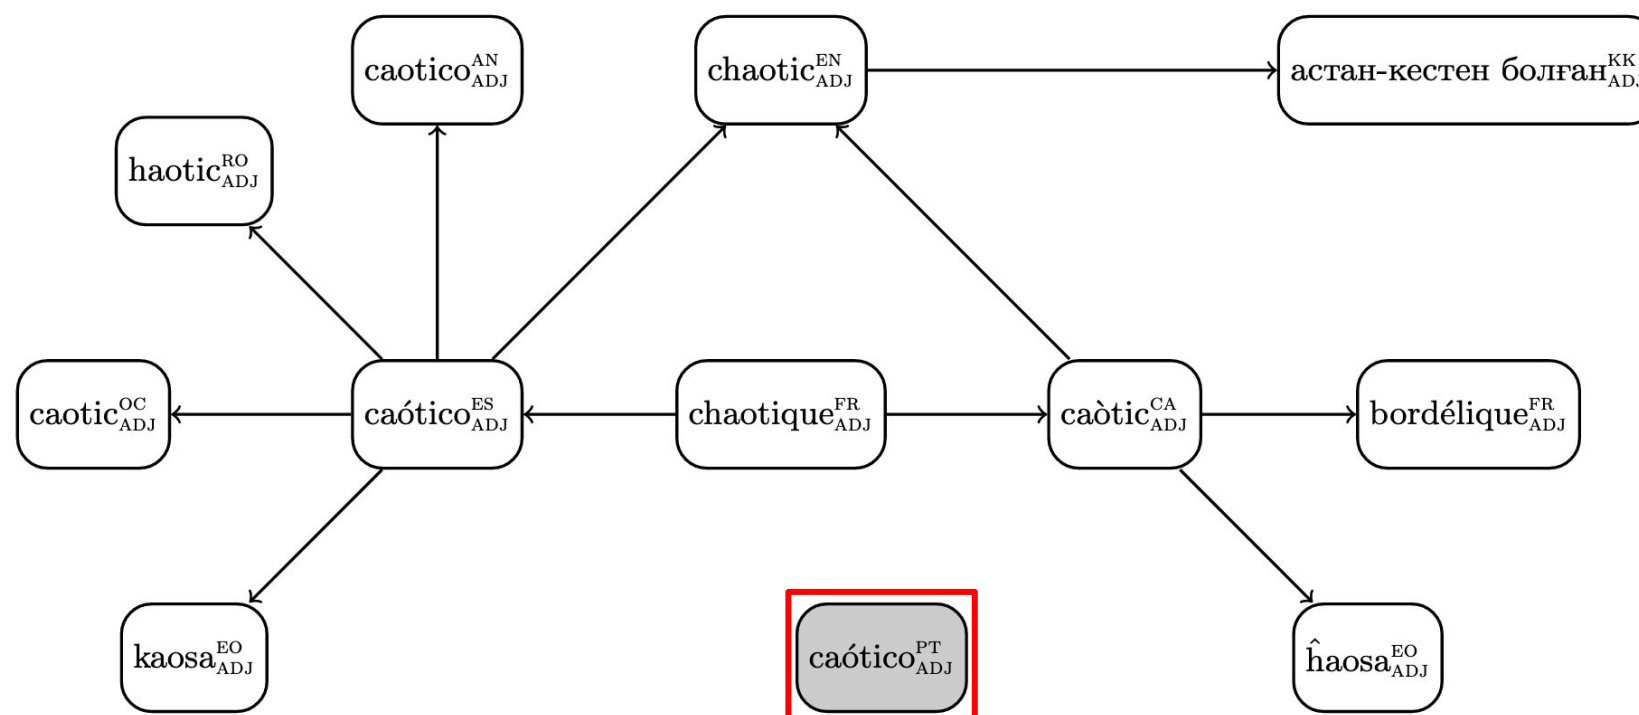 caotico AN ADJ
chaotic EN ADJ
астан-кестен болған KK ADJ
haotic RO ADJ
caotic OC ADJ
caótico ES ADJ
chaotique FR ADJ
caòtic CA ADJ
bordélique FR ADJ
kaosa EO ADJ
caótico PT ADJ
ĥaosa EO ADJ